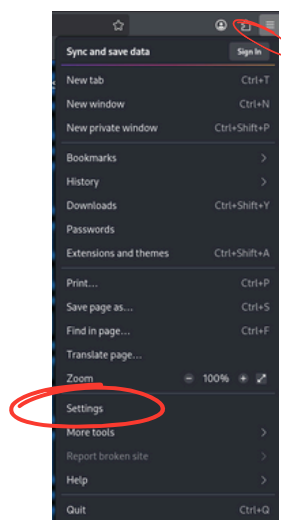 Sync and save data Sign in
New tab Ctrl+T
New window Ctrl+N
New private window Ctrl+Shift+P
Bookmarks
History
Downloads Ctrl+Shift+Y
Passwords
Extensions and themes Ctrl+Shift+A
Print... Ctrl+P
Save page as... Ctrl+S
Find in page... Ctrl+F
Translate page...
Zoom 100%
Settings
More tools
Report broken site
Help
Quit Ctrl+Q